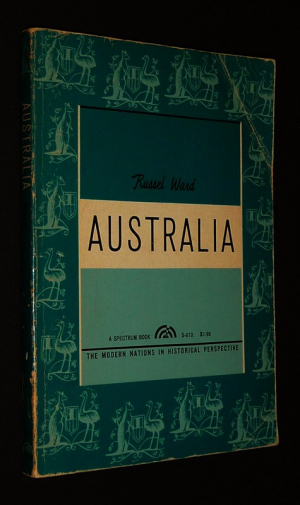 Russel Ward
AUSTRALIA
A SPECTRUM BOOK S-610 $1.95
THE MODERN NATIONS IN HISTORICAL PERSPECTIVE
AUSTRALIA